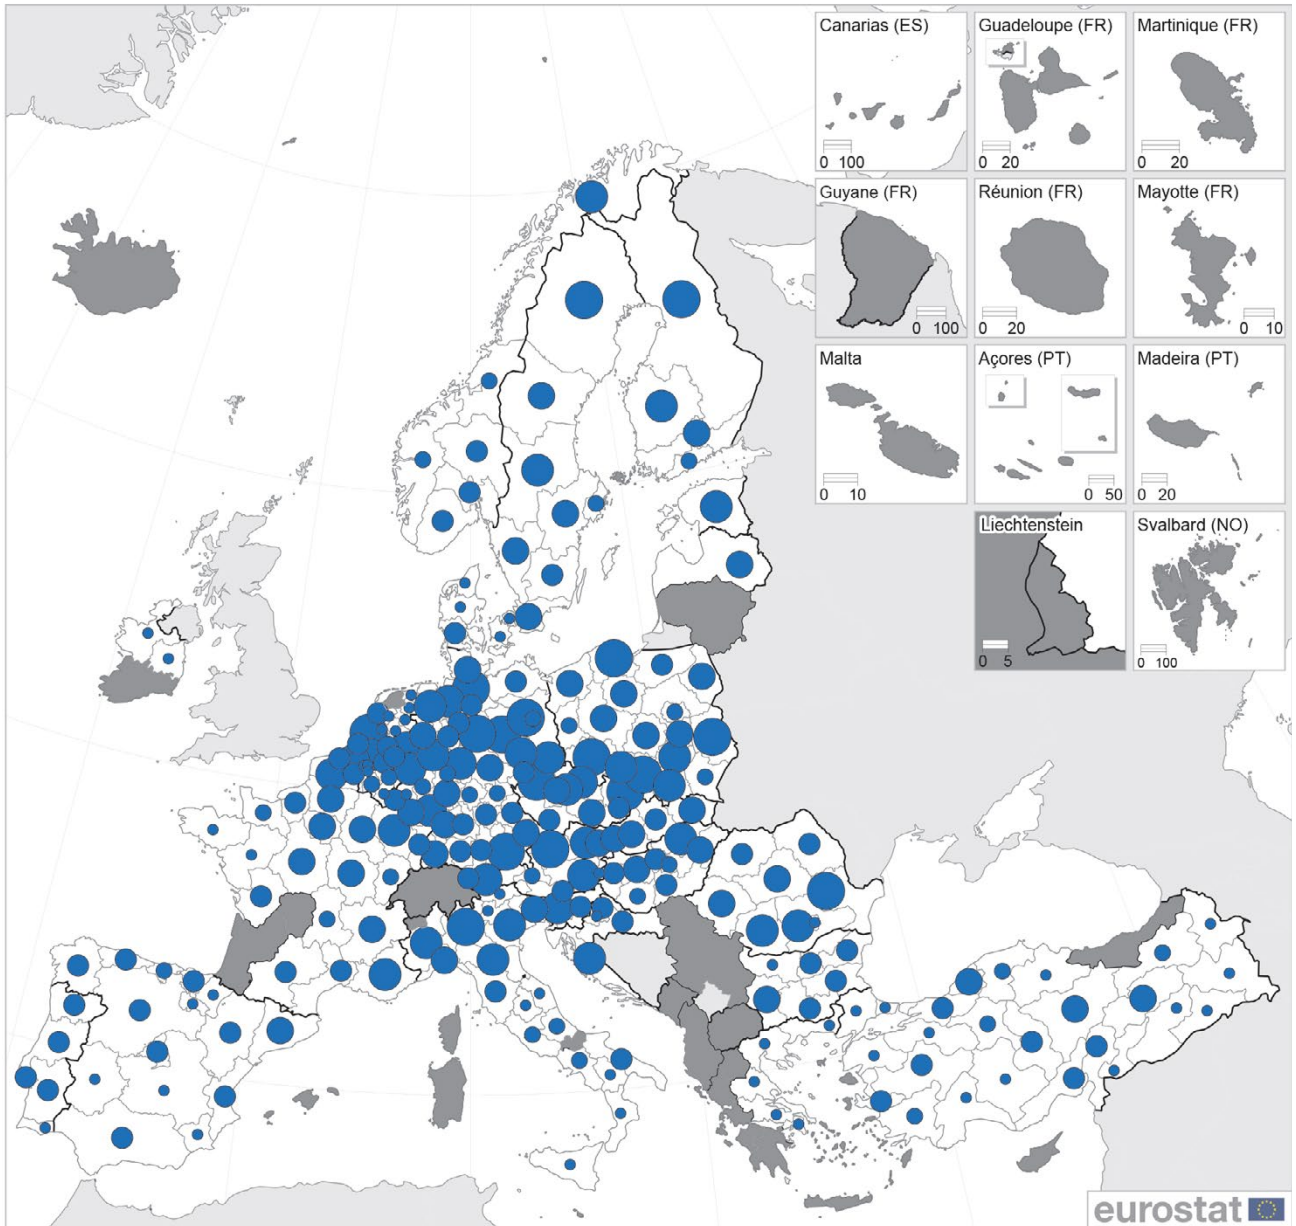 Canarias (ES)
0 100
Guadeloupe (FR)
0 20
Martinique (FR)
0 20
Guyane (FR)
0 100
Réunion (FR)
0 20
Mayotte (FR)
0 10
Malta
0 10
Açores (PT)
0 50
Madeira (PT)
0 20
Liechtenstein
0 5
Svalbard (NO)
0 100
eurostat